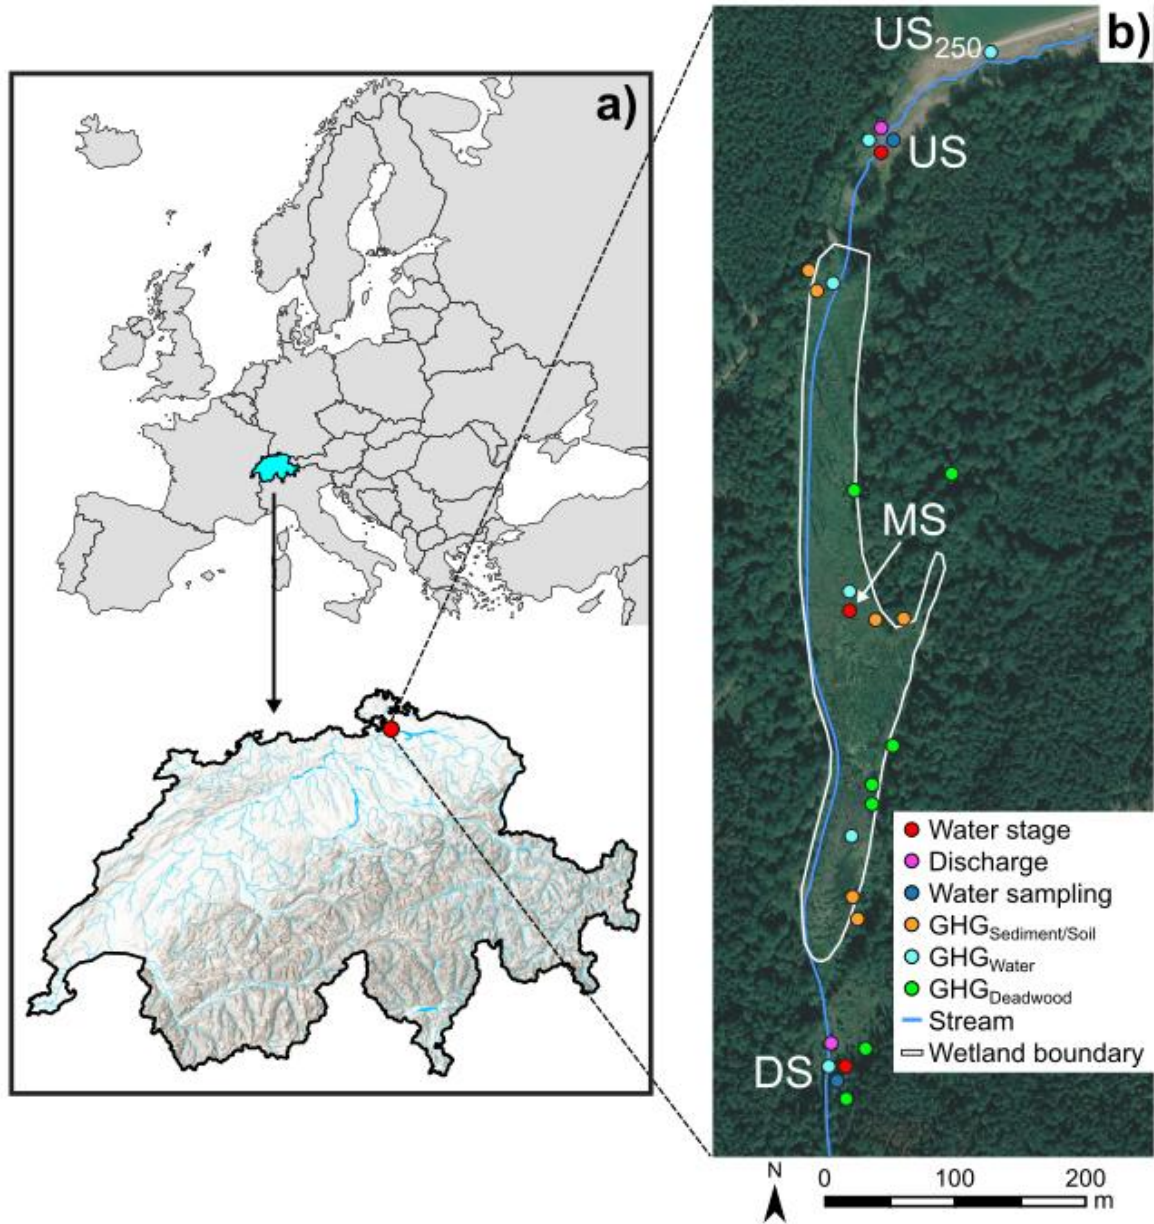 a)
b)
US250
US
MS
DS
Water stage
Discharge
Water sampling
GHGSediment/Soil
GHGWater
GHGDeadwood
Stream
Wetland boundary
N
0 100 200
m